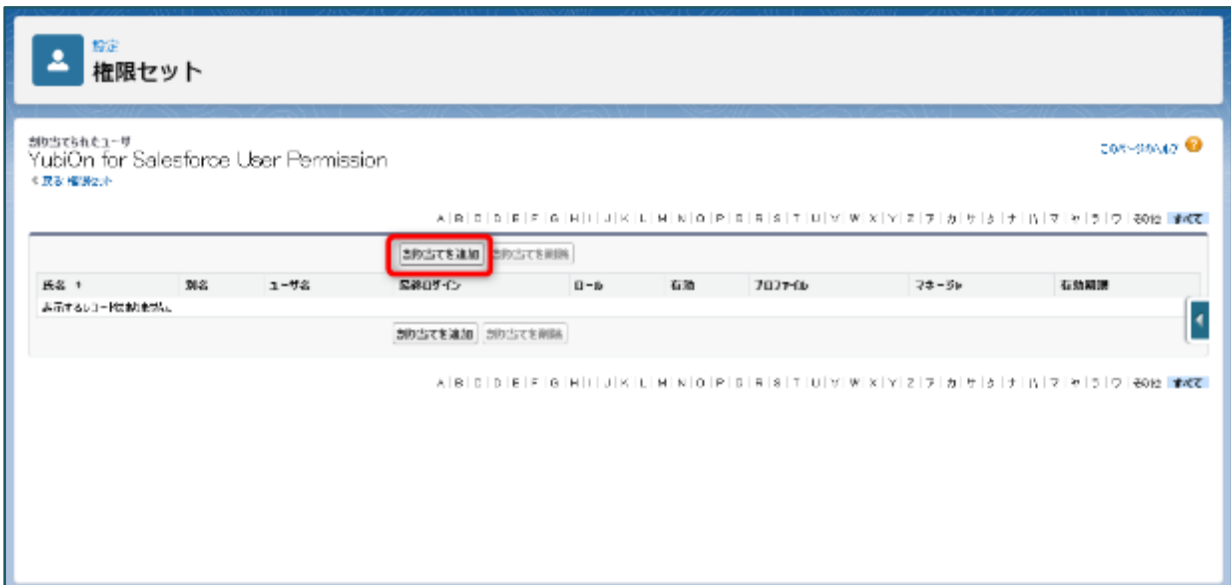 設定
権限セット
割り当てられたユーザ
YubiOn for Salesforce User Permission
このページのヘルプ
« 戻る: 権限セット
A | B | C | D | E | F | G | H | I | J | K | L | M | N | O | P | Q | R | S | T | U | V | W | X | Y | Z | ア | カ | サ | タ | ナ | ハ | マ | ヤ | ラ | ワ | その他 すべて
割り当てを追加 割り当てを削除
氏名 ↑ 別名 ユーザ名 最終ログイン ロール 有効 プロファイル マネージャ 有効期限
表示するレコードはありません。
割り当てを追加 割り当てを削除
A | B | C | D | E | F | G | H | I | J | K | L | M | N | O | P | Q | R | S | T | U | V | W | X | Y | Z | ア | カ | サ | タ | ナ | ハ | マ | ヤ | ラ | ワ | その他 すべて